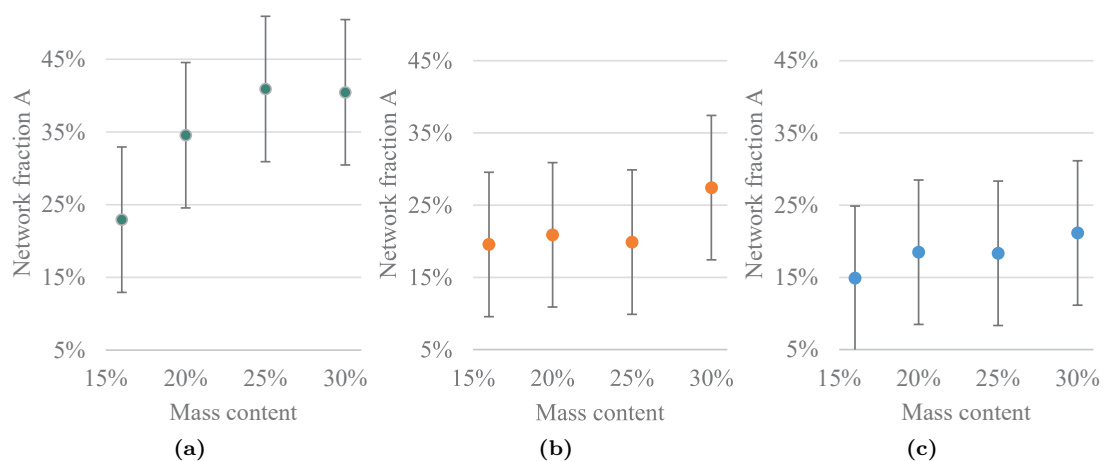 Network fraction A
45%
35%
25%
15%
5%
15% 20% 25% 30%
Mass content
(a)
Network fraction A
45%
35%
25%
15%
5%
15% 20% 25% 30%
Mass content
(b)
Network fraction A
45%
35%
25%
15%
5%
15% 20% 25% 30%
Mass content
(c)